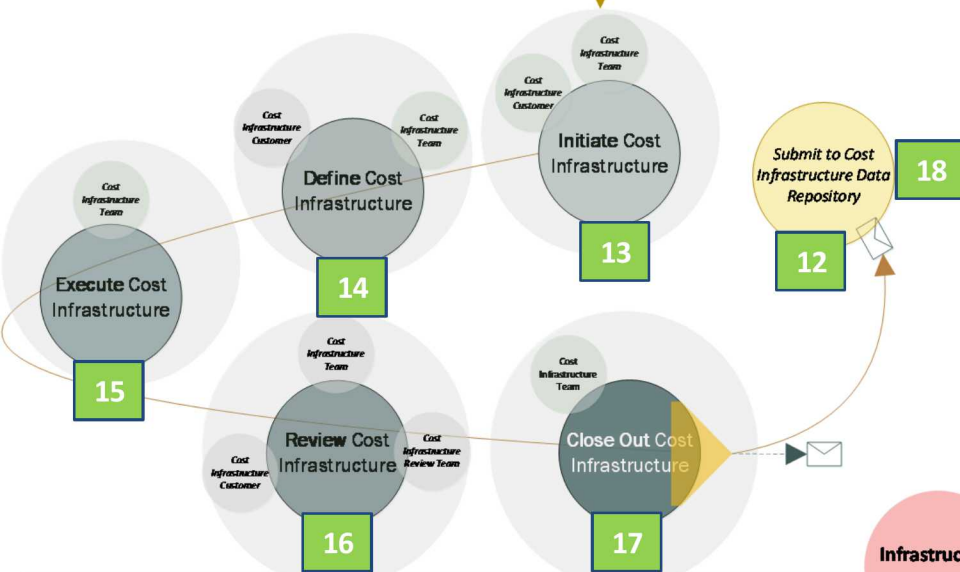 Cost
Infrastructure
Team
Cost
Infrastructure
Customer
Initiate Cost
Infrastructure
13
Cost
Infrastructure
Customer
Cost
Infrastructure
Team
Define Cost
Infrastructure
14
Cost
Infrastructure
Team
Execute Cost
Infrastructure
15
Cost
Infrastructure
Team
Review Cost
Infrastructure
Cost
Infrastructure
Customer
Cost
Infrastructure
Review Team
16
Cost
Infrastructure
Team
Close Out Cost
Infrastructure
17
Submit to Cost
Infrastructure Data
Repository
18
12
Infrastruc